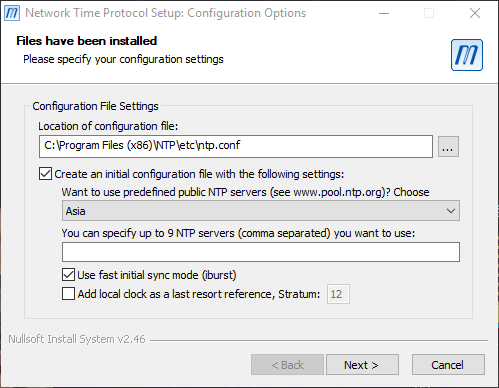 Network Time Protocol Setup: Configuration Options
Files have been installed
Please specify your configuration settings
Configuration File Settings
Location of configuration file:
C:\Program Files (x86)\NTP\etc\ntp.conf
...
Create an initial configuration file with the following settings:
Want to use predefined public NTP servers (see www.pool.ntp.org)? Choose
Asia
You can specify up to 9 NTP servers (comma separated) you want to use:
Use fast initial sync mode (iburst)
Add local clock as a last resort reference, Stratum: 12
Nullsoft Install System v2.46
< Back Next > Cancel